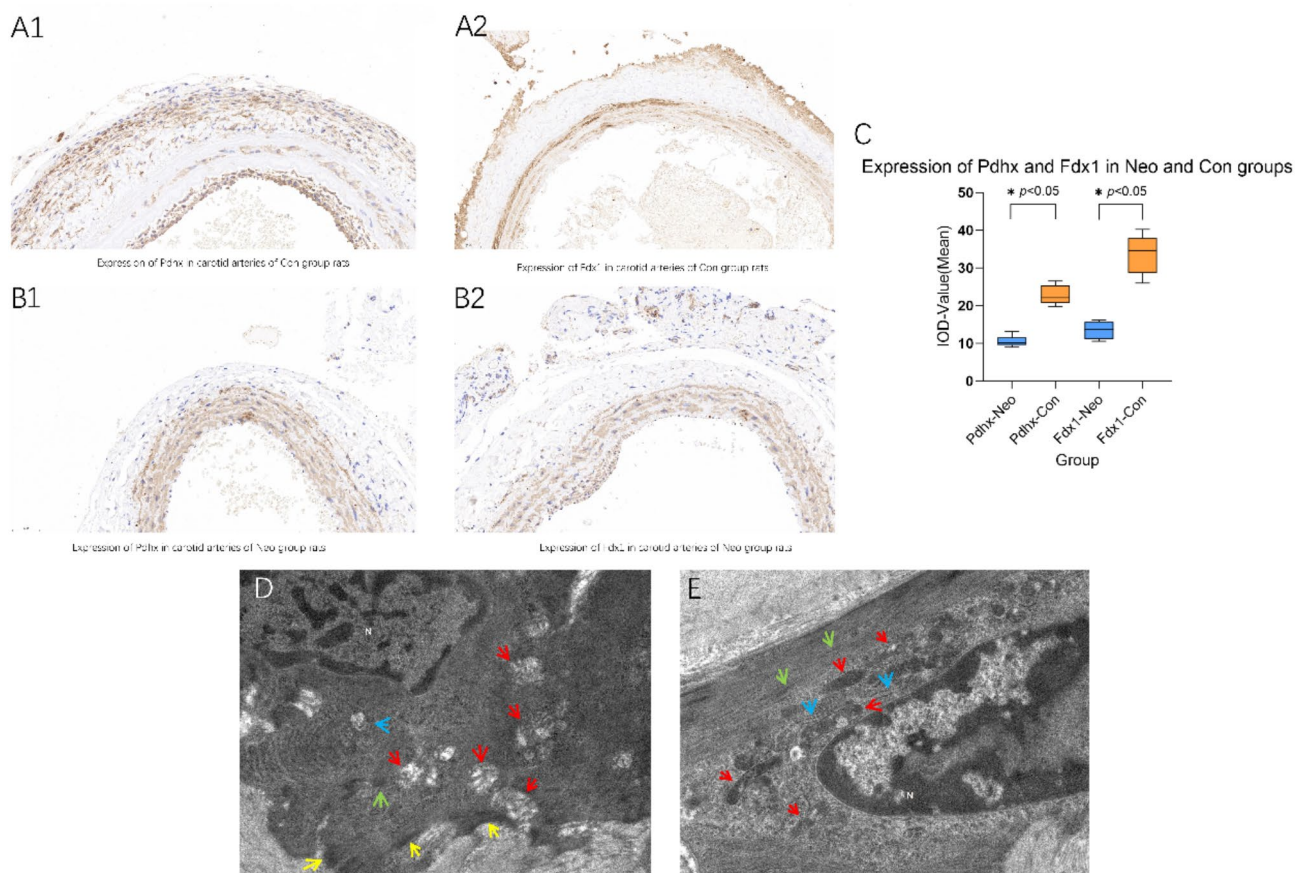 A1
A2
Expression of Pdhx in carotid arteries of Con group rats
Expression of Fdx1 in carotid arteries of Con group rats
B1
B2
Expression of Pdhx in carotid arteries of Neo group rats
Expression of Fdx1 in carotid arteries of Neo group rats
C
Expression of Pdhx and Fdx1 in Neo and Con groups
* p<0.05
* p<0.05
50
40
30
20
10
0
IOD-Value(Mean)
Pdhx-Neo
Pdhx-Con
Fdx1-Neo
Fdx1-Con
Group
D
N
E
N